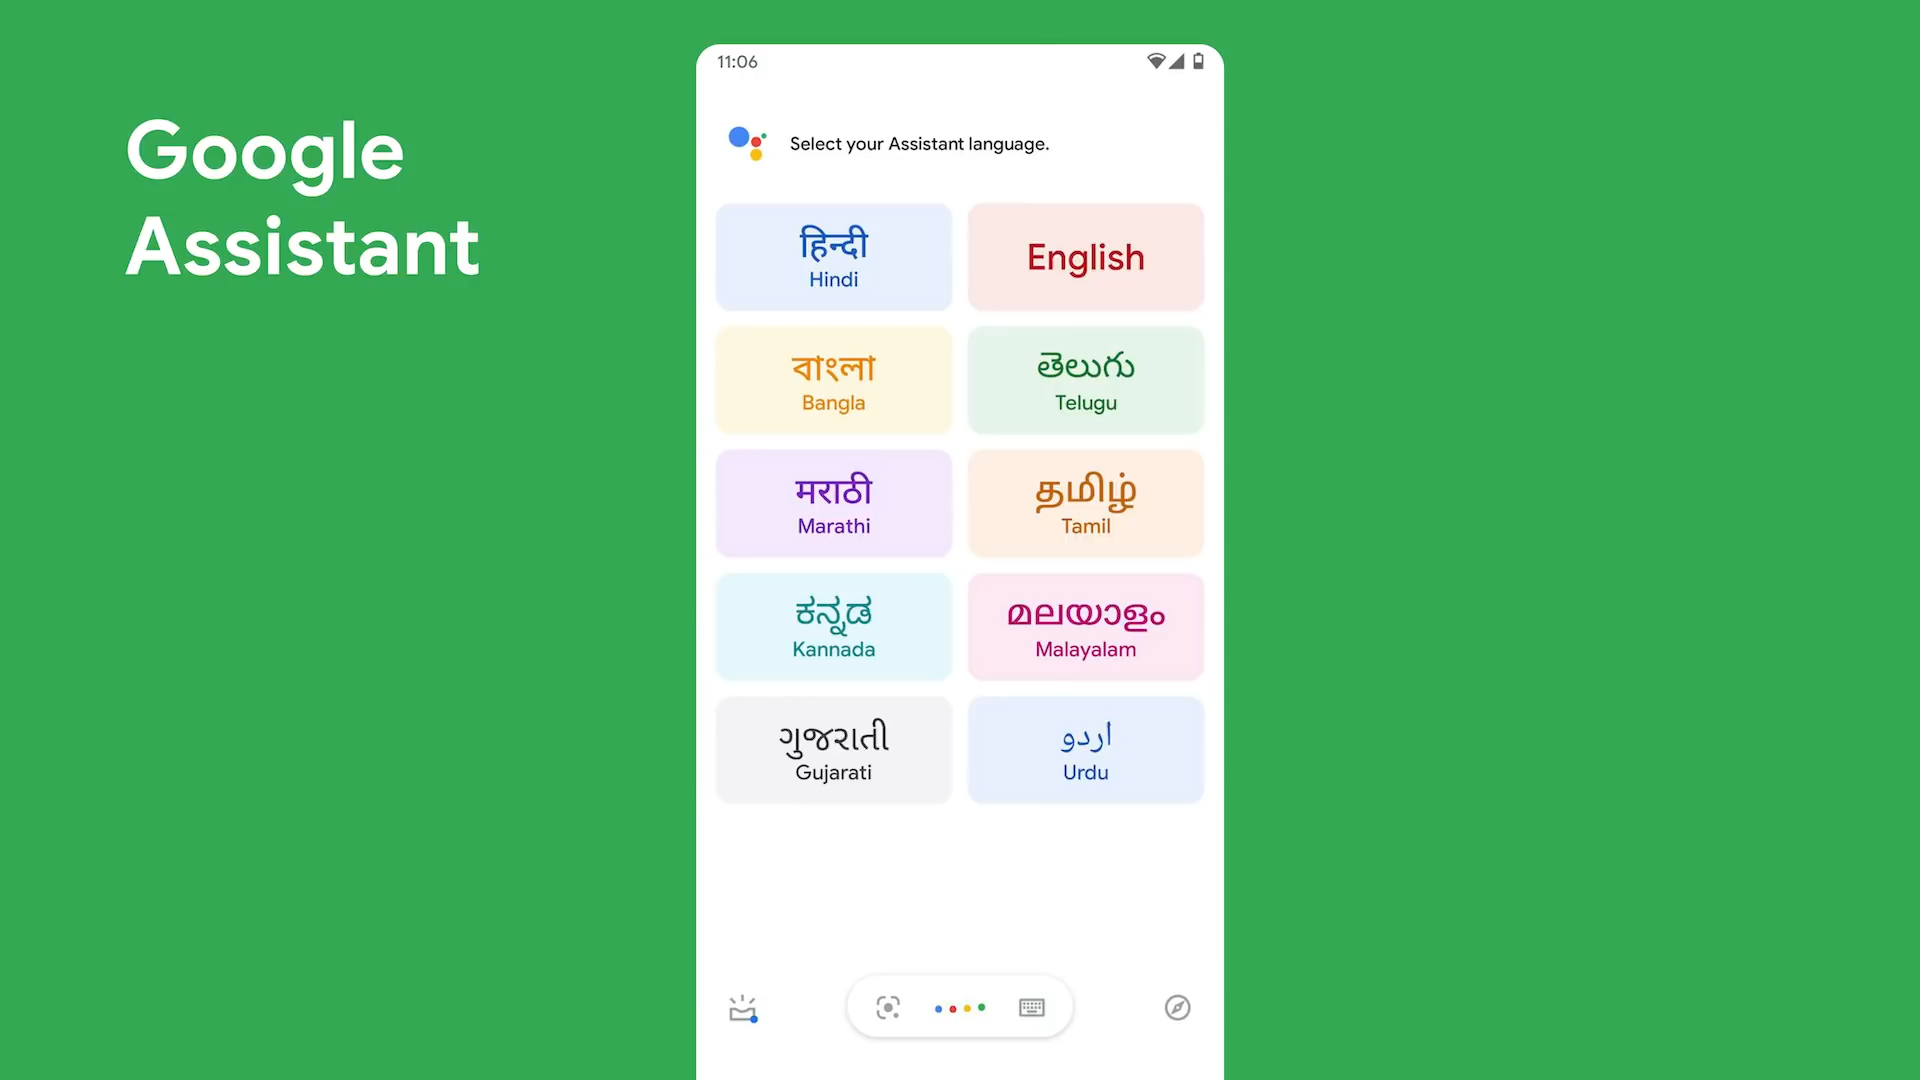 Google
Assistant
11:06
Select your Assistant language.
हिन्दी
Hindi
English
বাংলা
Bangla
తెలుగు
Telugu
मराठी
Marathi
தமிழ்
Tamil
ಕನ್ನಡ
Kannada
മലയാളം
Malayalam
ગુજરાતી
Gujarati
اردو
Urdu